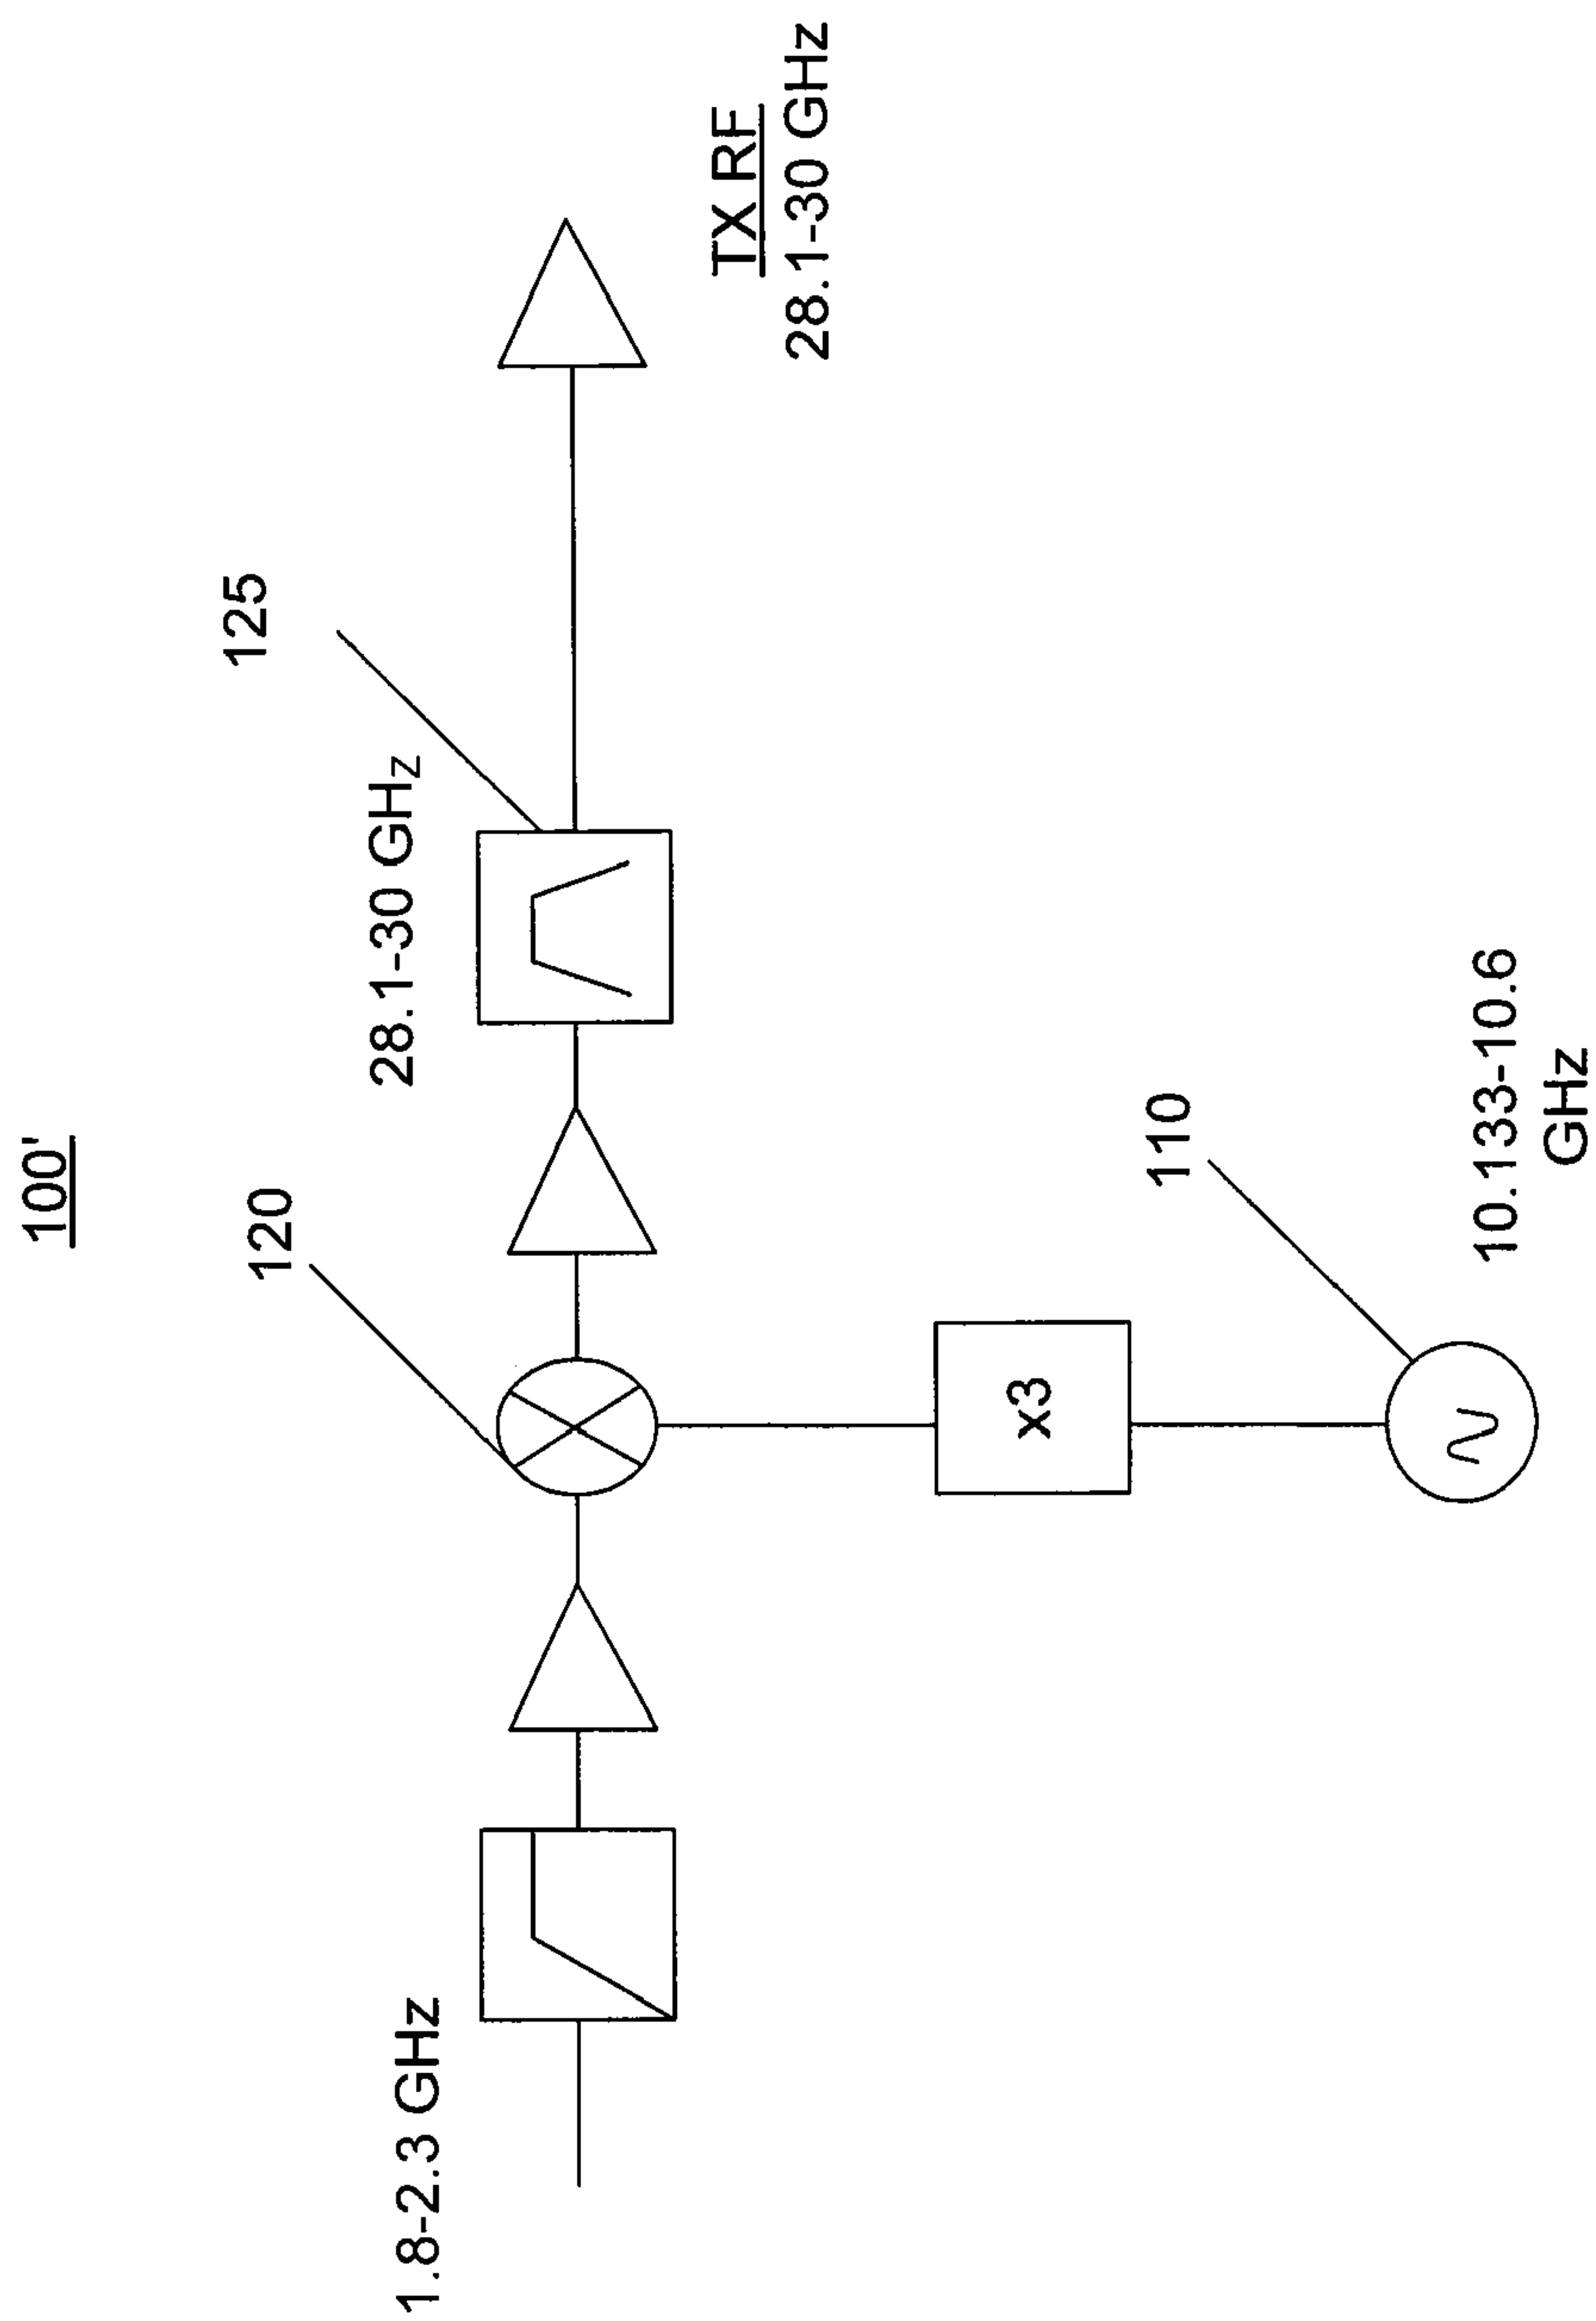 100'
120
125
1.8-2.3 GHz
28.1-30 GHz
TX RF
28.1-30 GHz
x3
110
10.133-10.6
GHz